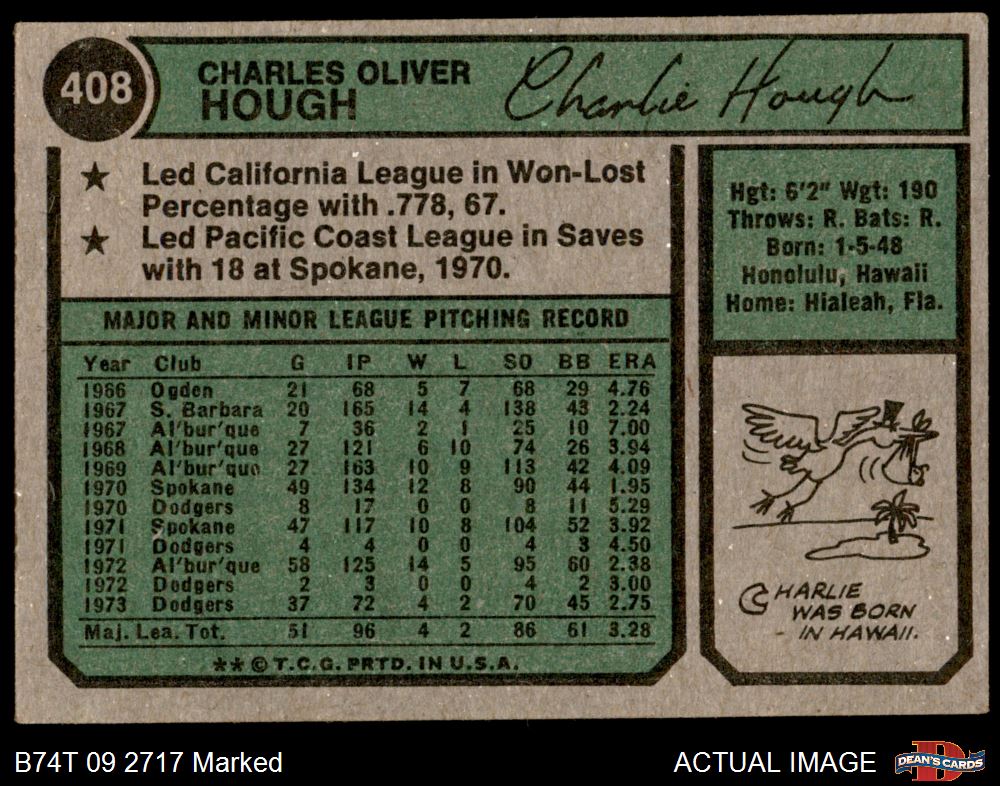 408
CHARLES OLIVER
HOUGH
Charlie Hough
★ Led California League in Won-Lost
Percentage with .778, 67.
★ Led Pacific Coast League in Saves
with 18 at Spokane, 1970.
MAJOR AND MINOR LEAGUE PITCHING RECORD
Year Club G IP W L SO BB ERA
1966 Ogden 21 68 5 7 68 29 4.76
1967 S. Barbara 20 165 14 4 138 43 2.24
1967 Al'bur'que 7 36 2 1 25 10 7.00
1968 Al'bur'que 27 121 6 10 74 26 3.94
1969 Al'bur'que 27 163 10 9 113 42 4.09
1970 Spokane 49 134 12 8 90 44 1.95
1970 Dodgers 8 17 0 0 8 11 5.29
1971 Spokane 47 117 10 8 104 52 3.92
1971 Dodgers 4 4 0 0 4 3 4.50
1972 Al'bur'que 58 125 14 5 95 60 2.38
1972 Dodgers 2 3 0 0 4 2 3.00
1973 Dodgers 37 72 4 2 70 45 2.75
Maj. Lea. Tot. 51 96 4 2 86 61 3.28
** © T.C.G. PRTD. IN U.S.A.
Hgt: 6'2" Wgt: 190
Throws: R. Bats: R.
Born: 1-5-48
Honolulu, Hawaii
Home: Hialeah, Fla.
CHARLIE
WAS BORN
IN HAWAII.
B74T 09 2717 Marked
ACTUAL IMAGE
D
DEAN'S CARDS